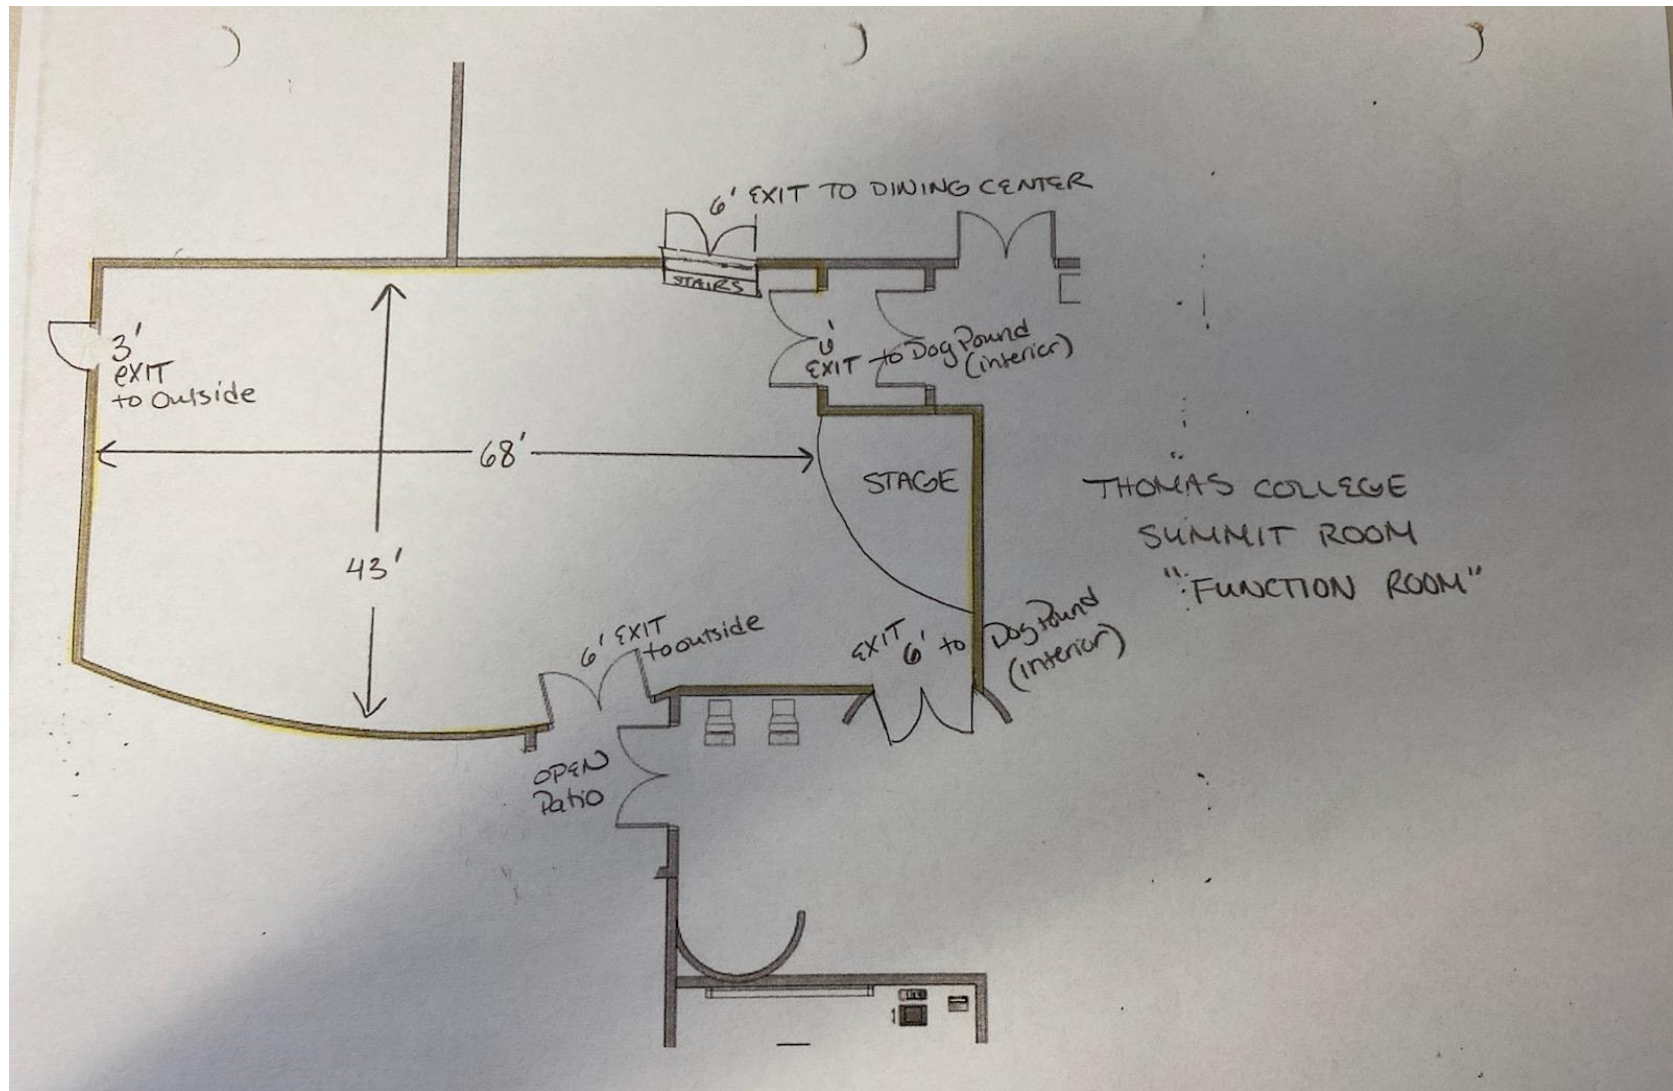 6' EXIT TO DINING CENTER
STAIRS
3'
EXIT
to Outside
6'
EXIT to Dog Pound
(interior)
68'
STAGE
THOMAS COLLEGE
SUMMIT ROOM
"FUNCTION ROOM"
43'
6' EXIT
to outside
EXIT
6' to Dog Pound
(interior)
OPEN
Patio